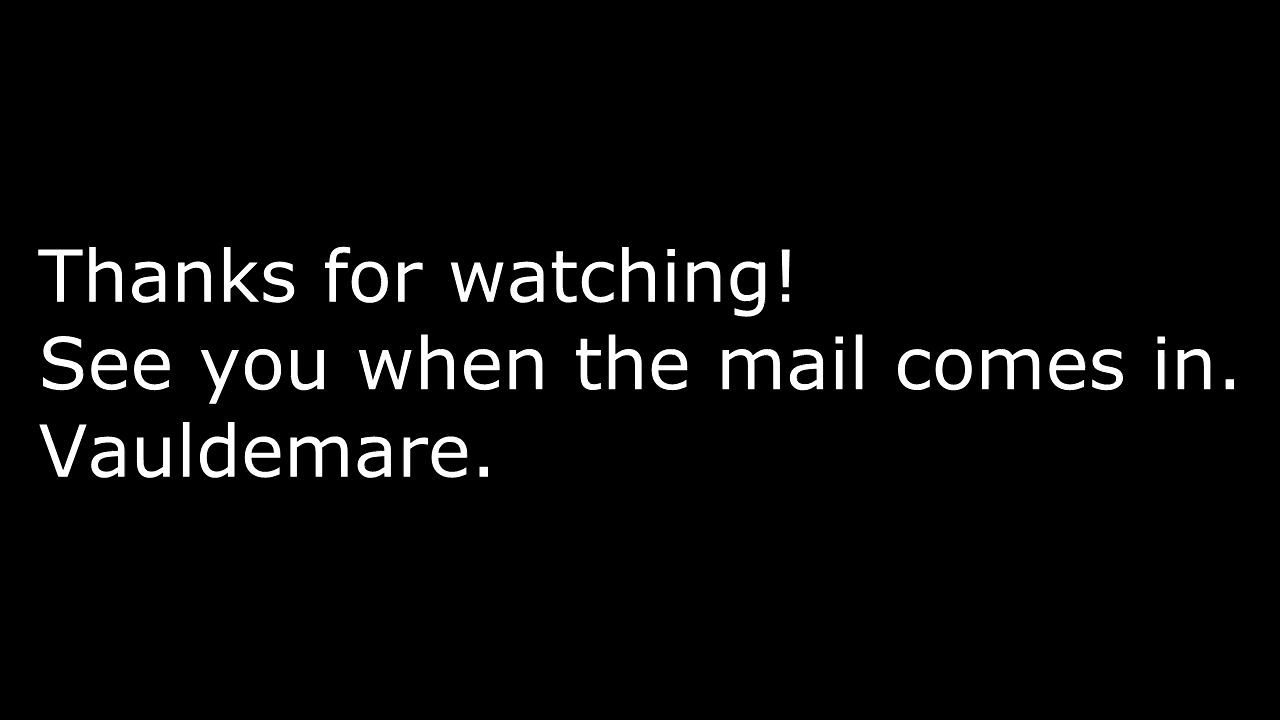 Thanks for watching!
See you when the mail comes in.
Vauldemare.